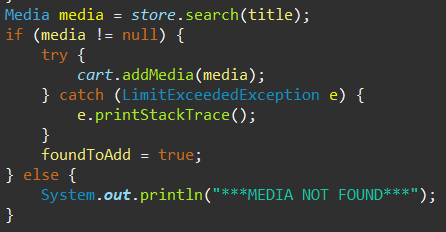 Media media = store.search(title);
if (media != null) {
    try {
        cart.addMedia(media);
    } catch (LimitExceededException e) {
        e.printStackTrace();
    }
    foundToAdd = true;
} else {
    System.out.println("***MEDIA NOT FOUND***");
}